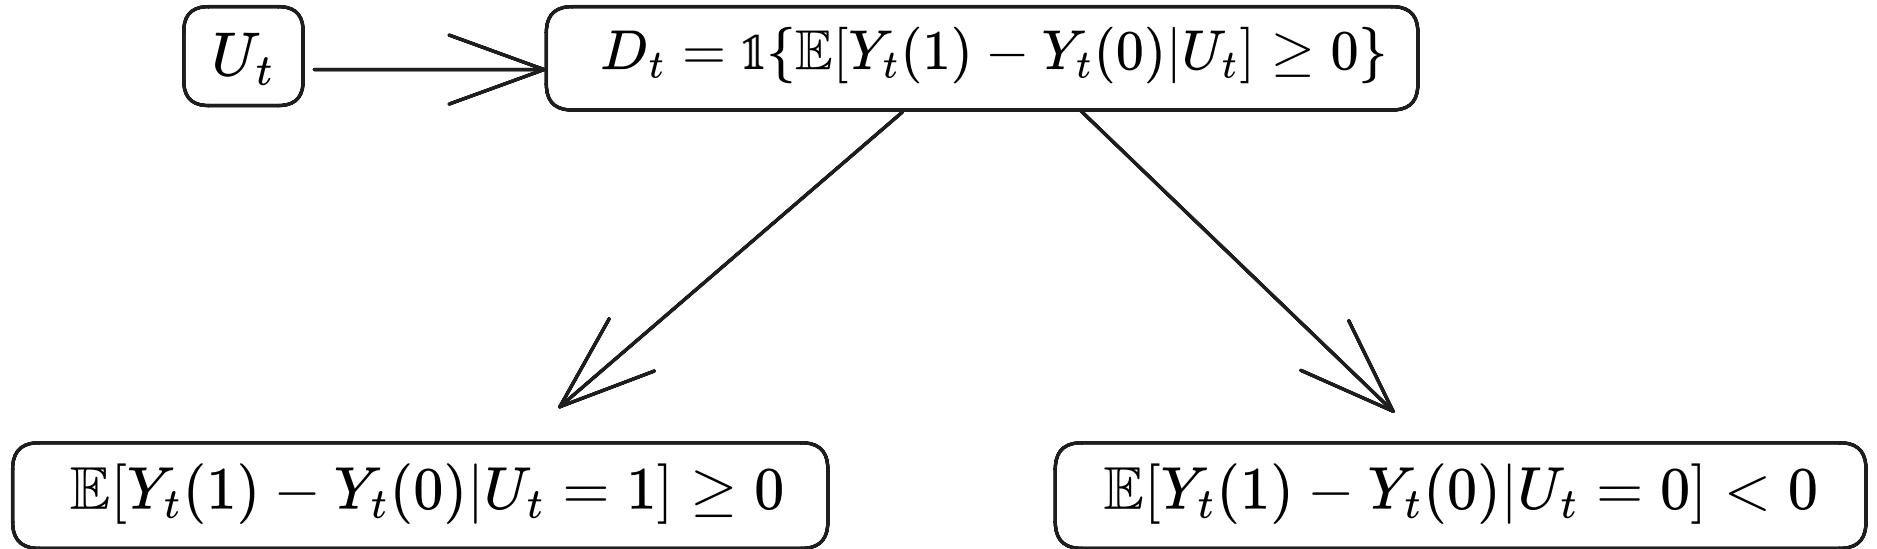 U_t
D_t = 𝟙{𝔼[Y_t(1) − Y_t(0)|U_t] ≥ 0}
𝔼[Y_t(1) − Y_t(0)|U_t = 1] ≥ 0
𝔼[Y_t(1) − Y_t(0)|U_t = 0] < 0